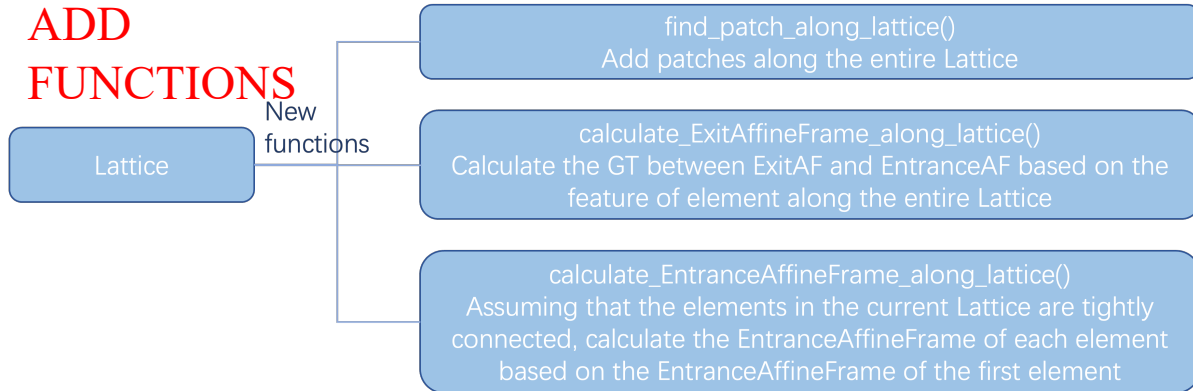 ADD
FUNCTIONS
New
functions
Lattice
find_patch_along_lattice()
Add patches along the entire Lattice
calculate_ExitAffineFrame_along_lattice()
Calculate the GT between ExitAF and EntranceAF based on the
feature of element along the entire Lattice
calculate_EntranceAffineFrame_along_lattice()
Assuming that the elements in the current Lattice are tightly
connected, calculate the EntranceAffineFrame of each element
based on the EntranceAffineFrame of the first element